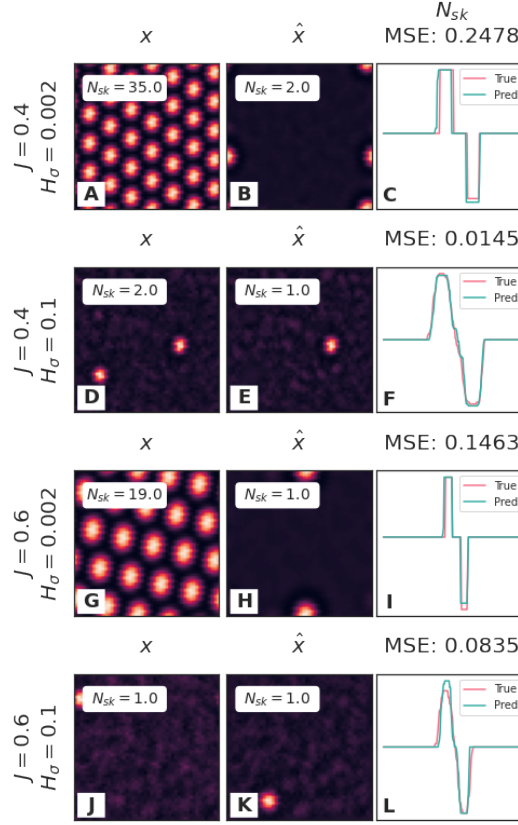 N_sk
x
x̂
MSE: 0.2478
J = 0.4
H_σ = 0.002
N_sk = 35.0
A
N_sk = 2.0
B
True
Pred
C
x
x̂
MSE: 0.0145
J = 0.4
H_σ = 0.1
N_sk = 2.0
D
N_sk = 1.0
E
True
Pred
F
x
x̂
MSE: 0.1463
J = 0.6
H_σ = 0.002
N_sk = 19.0
G
N_sk = 1.0
H
True
Pred
I
x
x̂
MSE: 0.0835
J = 0.6
H_σ = 0.1
N_sk = 1.0
J
N_sk = 1.0
K
True
Pred
L